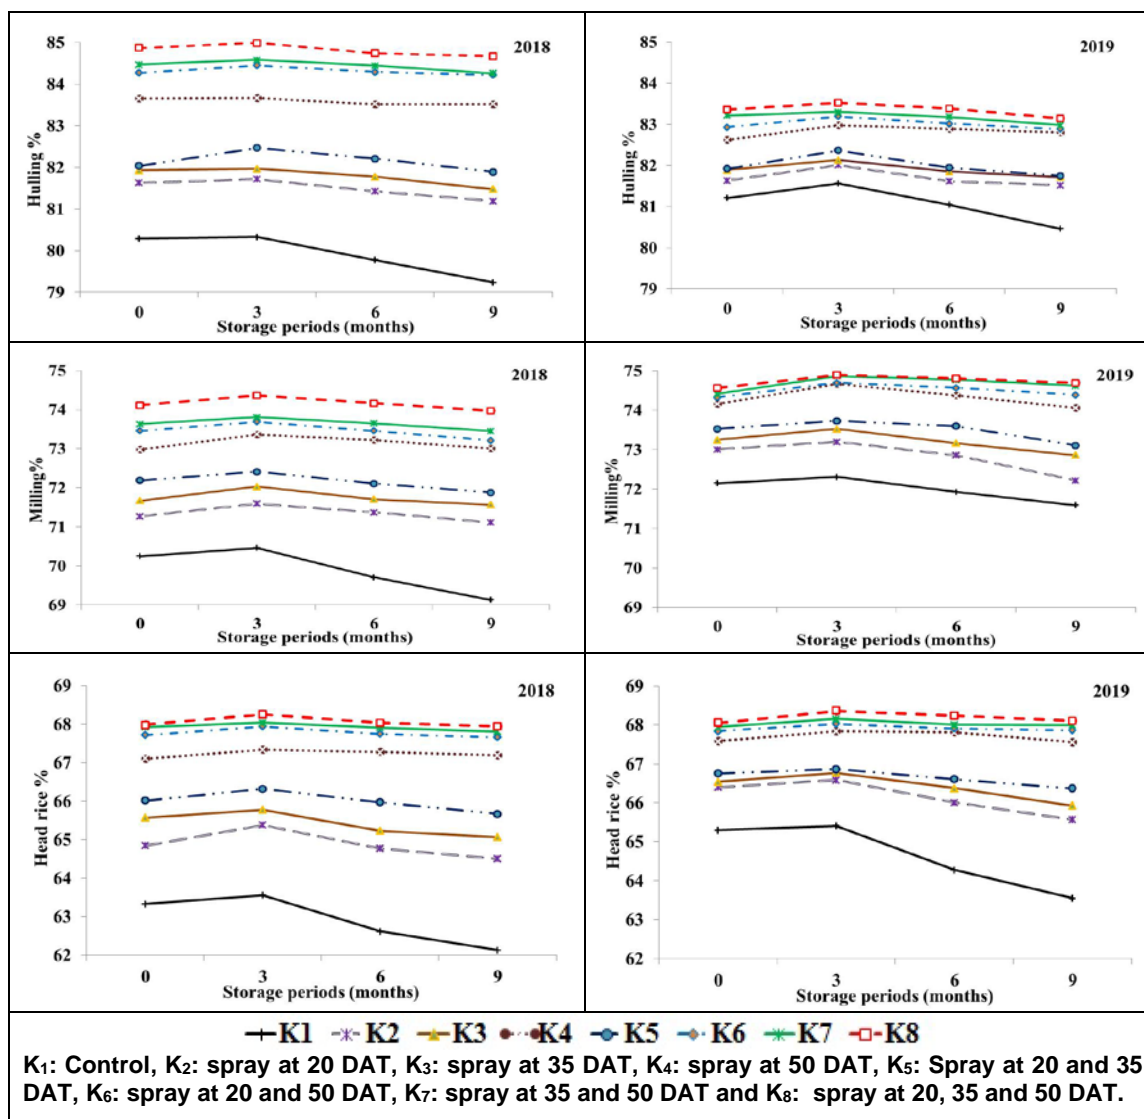 2018
85
84
83
82
81
80
79
Hulling %
0 3 6 9
Storage periods (months)
2019
85
84
83
82
81
80
79
Hulling %
0 3 6 9
Storage periods (months)
2018
75
74
73
72
71
70
69
Milling%
0 3 6 9
Storage periods (months)
2019
75
74
73
72
71
70
69
Milling%
0 3 6 9
Storage periods (months)
2018
69
68
67
66
65
64
63
62
Head rice %
0 3 6 9
Storage periods (months)
2019
69
68
67
66
65
64
63
62
Head rice %
0 3 6 9
Storage periods (months)
K1 K2 K3 K4 K5 K6 K7 K8
K₁: Control, K₂: spray at 20 DAT, K₃: spray at 35 DAT, K₄: spray at 50 DAT, K₅: Spray at 20 and 35
DAT, K₆: spray at 20 and 50 DAT, K₇: spray at 35 and 50 DAT and K₈: spray at 20, 35 and 50 DAT.